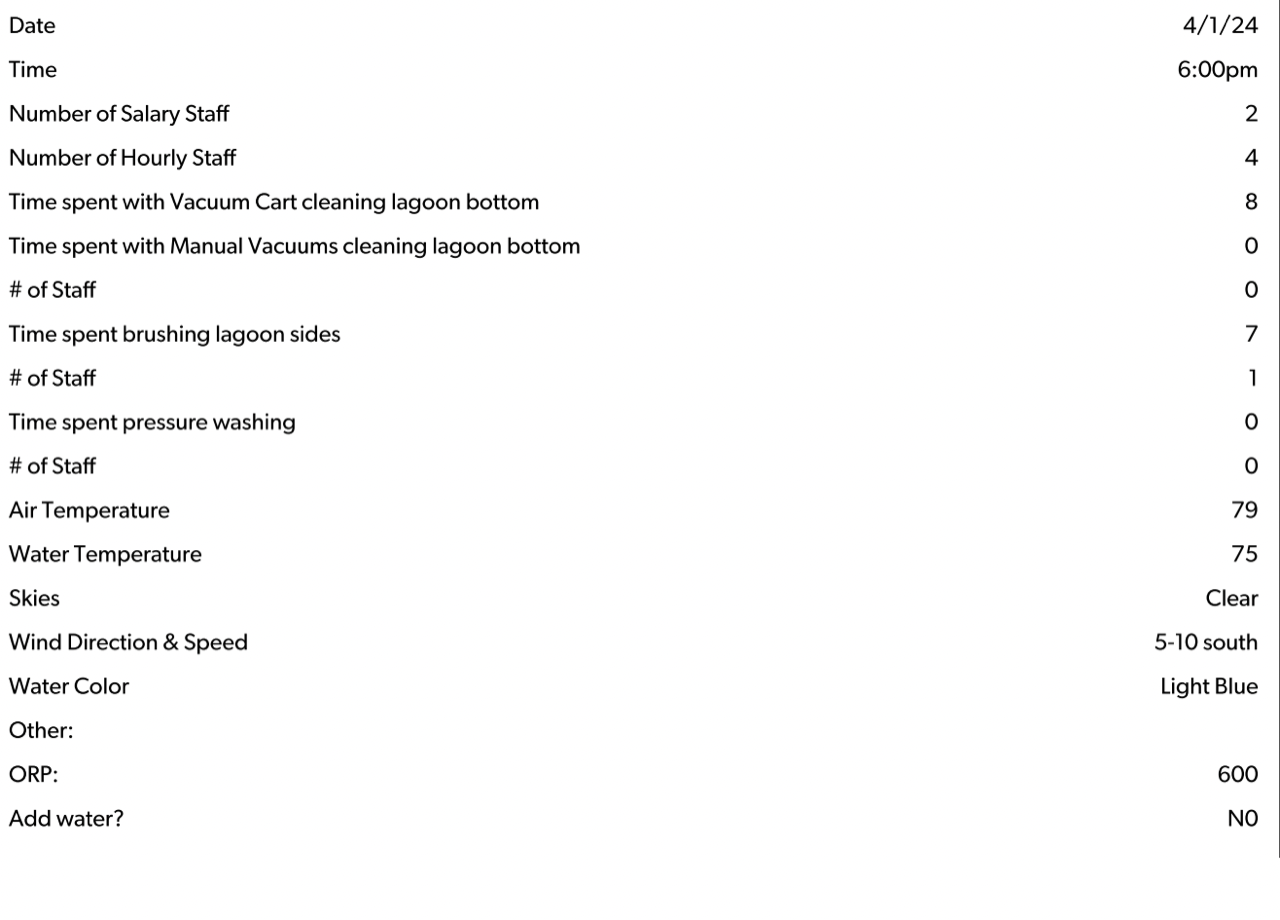 Date 4/1/24
Time 6:00pm
Number of Salary Staff 2
Number of Hourly Staff 4
Time spent with Vacuum Cart cleaning lagoon bottom 8
Time spent with Manual Vacuums cleaning lagoon bottom 0
# of Staff 0
Time spent brushing lagoon sides 7
# of Staff 1
Time spent pressure washing 0
# of Staff 0
Air Temperature 79
Water Temperature 75
Skies Clear
Wind Direction & Speed 5-10 south
Water Color Light Blue
Other:
ORP: 600
Add water? N0